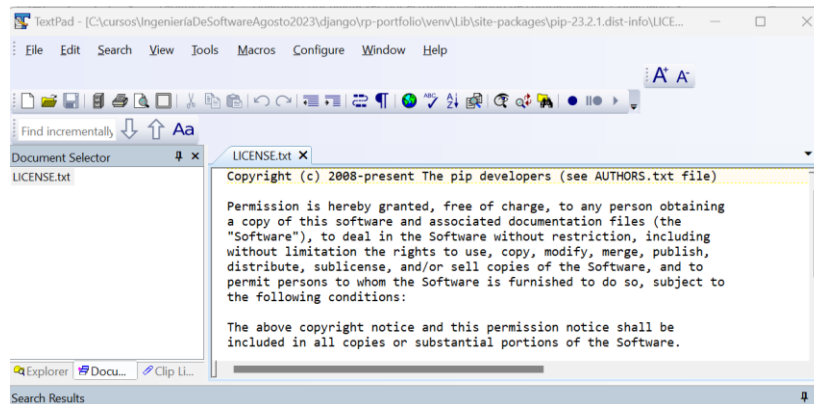 TextPad - [C:\cursos\IngenieríaDeSoftwareAgosto2023\django\rp-portfolio\venv\Lib\site-packages\pip-23.2.1.dist-info\LICE...
File Edit Search View Tools Macros Configure Window Help
A+ A-
Find incrementally Aa
Document Selector
LICENSE.txt
LICENSE.txt
Copyright (c) 2008-present The pip developers (see AUTHORS.txt file)
Permission is hereby granted, free of charge, to any person obtaining
a copy of this software and associated documentation files (the
"Software"), to deal in the Software without restriction, including
without limitation the rights to use, copy, modify, merge, publish,
distribute, sublicense, and/or sell copies of the Software, and to
permit persons to whom the Software is furnished to do so, subject to
the following conditions:
The above copyright notice and this permission notice shall be
included in all copies or substantial portions of the Software.
Explorer Docu... Clip Li...
Search Results